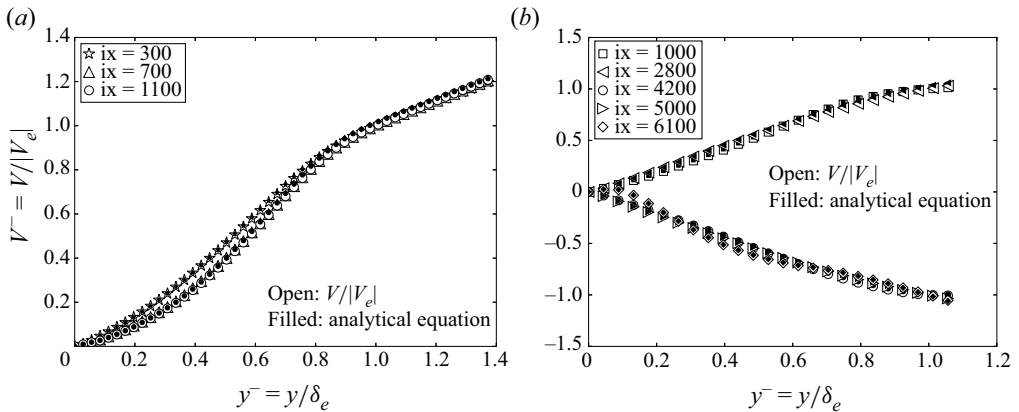 (a)
1.4
1.2
1.0
0.8
0.6
0.4
0.2
V⁻ = V/|Vₑ|
ix = 300
ix = 700
ix = 1100
Open: V/|Vₑ|
Filled: analytical equation
0 0.2 0.4 0.6 0.8 1.0 1.2 1.4
y⁻ = y/δₑ
(b)
1.5
1.0
0.5
0
−0.5
−1.0
−1.5
ix = 1000
ix = 2800
ix = 4200
ix = 5000
ix = 6100
Open: V/|Vₑ|
Filled: analytical equation
0 0.2 0.4 0.6 0.8 1.0 1.2
y⁻ = y/δₑ